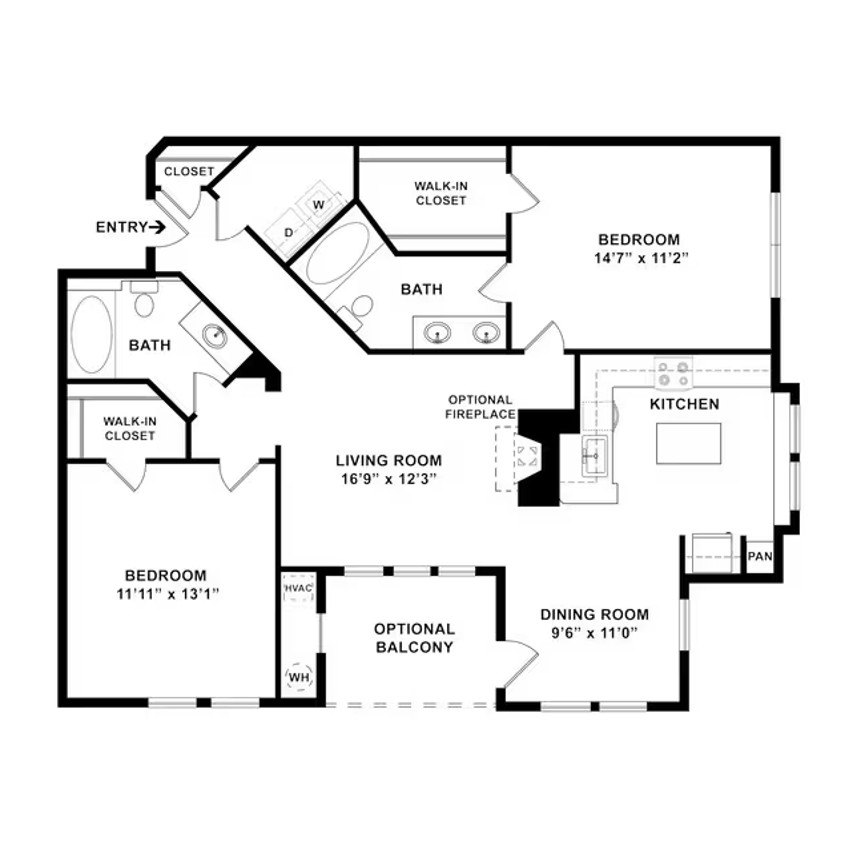 CLOSET
ENTRY
W
D
WALK-IN
CLOSET
BEDROOM
14'7" x 11'2"
BATH
BATH
WALK-IN
CLOSET
OPTIONAL
FIREPLACE
KITCHEN
LIVING ROOM
16'9" x 12'3"
PAN
BEDROOM
11'11" x 13'1"
HVAC
WH
OPTIONAL
BALCONY
DINING ROOM
9'6" x 11'0"